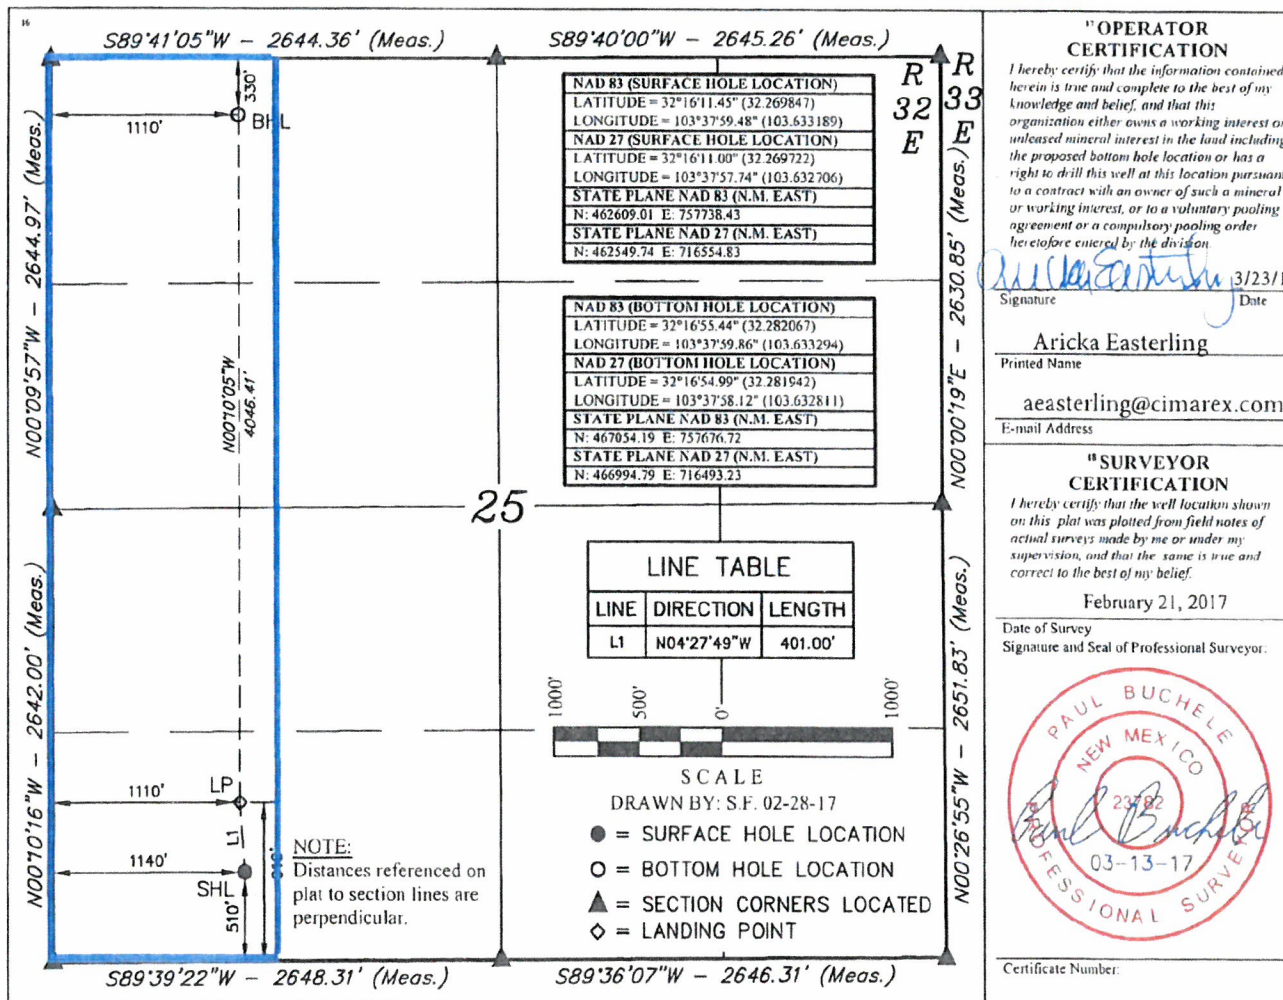 16
S89°41'05"W - 2644.36' (Meas.)
S89°40'00"W - 2645.26' (Meas.)
N00°09'57"W - 2644.97' (Meas.)
N00°10'16"W - 2642.00' (Meas.)
330'
1110'
BHL
N00°10'05"W
4046.41'
R
32
E
R
33
E
NAD 83 (SURFACE HOLE LOCATION)
LATITUDE = 32°16'11.45" (32.269847)
LONGITUDE = 103°37'59.48" (103.633189)
NAD 27 (SURFACE HOLE LOCATION)
LATITUDE = 32°16'11.00" (32.269722)
LONGITUDE = 103°37'57.74" (103.632706)
STATE PLANE NAD 83 (N.M. EAST)
N: 462609.01 E: 757738.43
STATE PLANE NAD 27 (N.M. EAST)
N: 462549.74 E: 716554.83
NAD 83 (BOTTOM HOLE LOCATION)
LATITUDE = 32°16'55.44" (32.282067)
LONGITUDE = 103°37'59.86" (103.633294)
NAD 27 (BOTTOM HOLE LOCATION)
LATITUDE = 32°16'54.99" (32.281942)
LONGITUDE = 103°37'58.12" (103.632811)
STATE PLANE NAD 83 (N.M. EAST)
N: 467054.19 E: 757676.72
STATE PLANE NAD 27 (N.M. EAST)
N: 466994.79 E: 716493.23
N00°00'19"E - 2630.85' (Meas.)
N00°26'55"W - 2651.83' (Meas.)
25
LINE TABLE
LINE DIRECTION LENGTH
L1 N04°27'49"W 401.00'
1000'
500'
0'
1000'
SCALE
DRAWN BY: S.F. 02-28-17
● = SURFACE HOLE LOCATION
○ = BOTTOM HOLE LOCATION
▲ = SECTION CORNERS LOCATED
◇ = LANDING POINT
LP
1110'
L1
1140'
SHL
510'
NOTE:
Distances referenced on
plat to section lines are
perpendicular.
S89°39'22"W - 2648.31' (Meas.)
S89°36'07"W - 2646.31' (Meas.)
17 OPERATOR
CERTIFICATION
I hereby certify that the information contained
herein is true and complete to the best of my
knowledge and belief, and that this
organization either owns a working interest or
unleased mineral interest in the land including
the proposed bottom hole location or has a
right to drill this well at this location pursuant
to a contract with an owner of such a mineral
or working interest, or to a voluntary pooling
agreement or a compulsory pooling order
heretofore entered by the division.
Aricka Easterling 3/23/1
Signature Date
Aricka Easterling
Printed Name
aeasterling@cimarex.com
E-mail Address
18 SURVEYOR
CERTIFICATION
I hereby certify that the well location shown
on this plat was plotted from field notes of
actual surveys made by me or under my
supervision, and that the same is true and
correct to the best of my belief.
February 21, 2017
Date of Survey
Signature and Seal of Professional Surveyor:
PAUL BUCHELE
NEW MEXICO
23782
Paul Buchele
03-13-17
PROFESSIONAL SURVEYOR
Certificate Number: